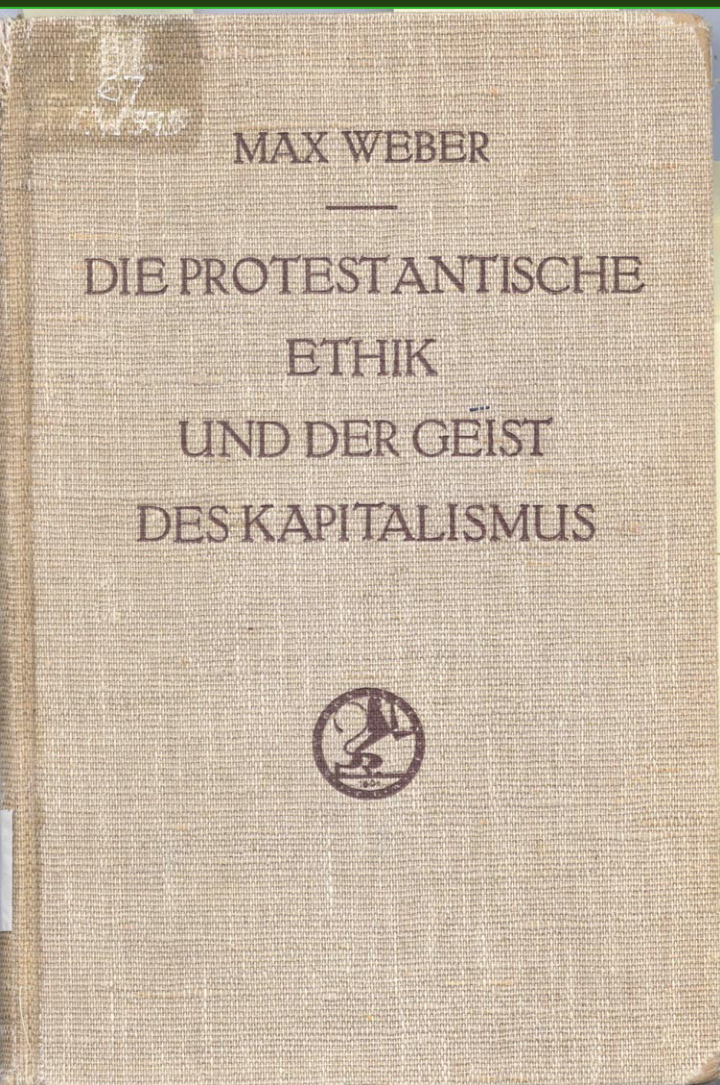 MAX WEBER
DIE PROTESTANTISCHE
ETHIK
UND DER GEIST
DES KAPITALISMUS